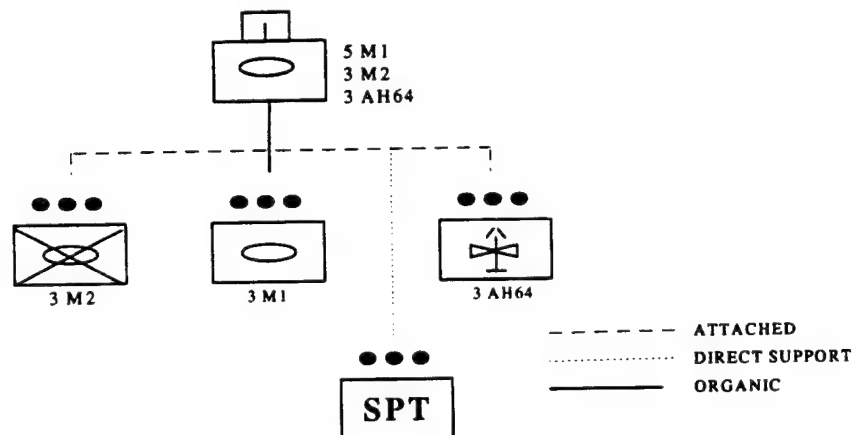 5 M1
3 M2
3 AH64
3 M2
3 M1
3 AH64
ATTACHED
DIRECT SUPPORT
ORGANIC
SPT